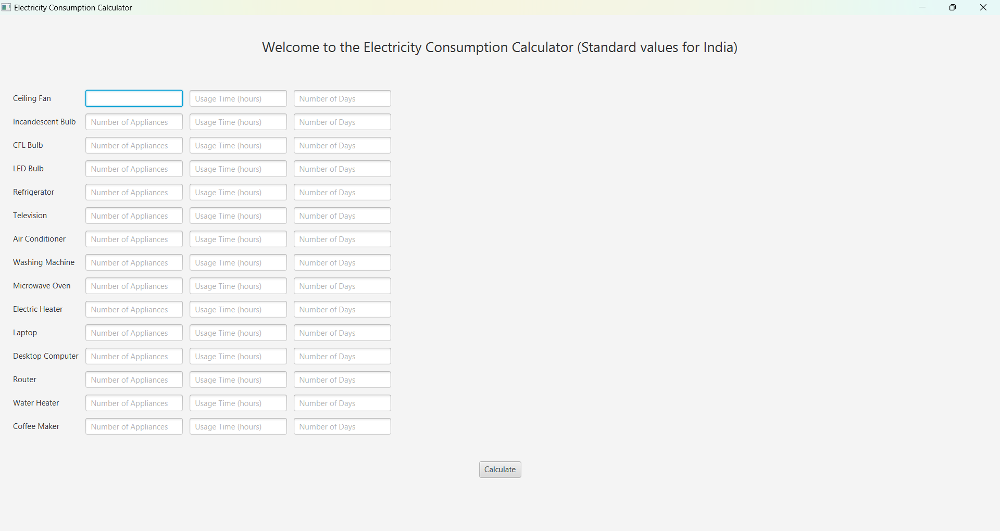 Electricity Consumption Calculator
Welcome to the Electricity Consumption Calculator (Standard values for India)
Ceiling Fan Usage Time (hours) Number of Days
Incandescent Bulb Number of Appliances Usage Time (hours) Number of Days
CFL Bulb Number of Appliances Usage Time (hours) Number of Days
LED Bulb Number of Appliances Usage Time (hours) Number of Days
Refrigerator Number of Appliances Usage Time (hours) Number of Days
Television Number of Appliances Usage Time (hours) Number of Days
Air Conditioner Number of Appliances Usage Time (hours) Number of Days
Washing Machine Number of Appliances Usage Time (hours) Number of Days
Microwave Oven Number of Appliances Usage Time (hours) Number of Days
Electric Heater Number of Appliances Usage Time (hours) Number of Days
Laptop Number of Appliances Usage Time (hours) Number of Days
Desktop Computer Number of Appliances Usage Time (hours) Number of Days
Router Number of Appliances Usage Time (hours) Number of Days
Water Heater Number of Appliances Usage Time (hours) Number of Days
Coffee Maker Number of Appliances Usage Time (hours) Number of Days
Calculate